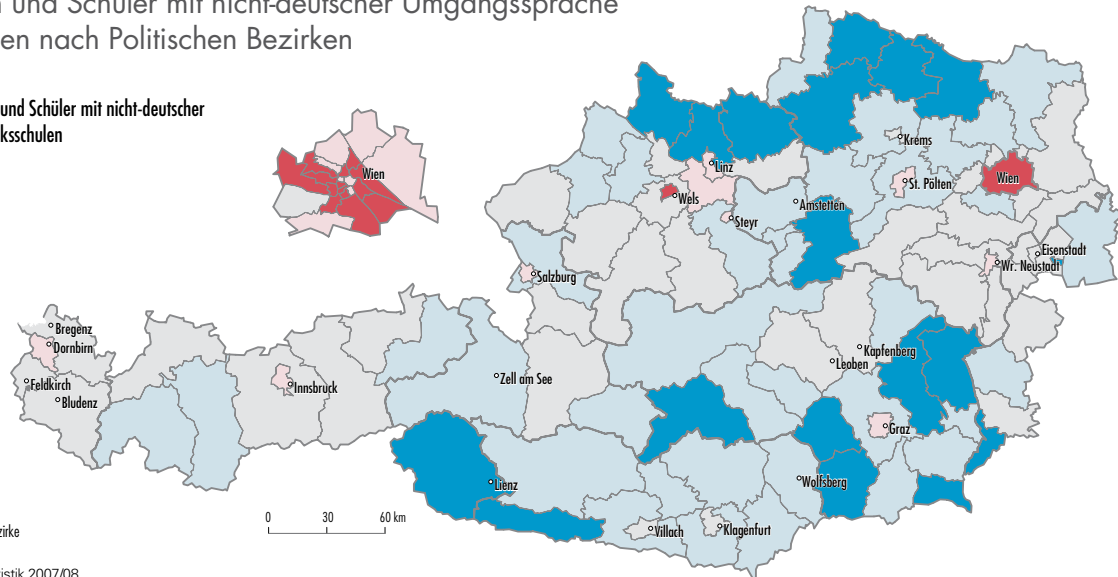 und Schüler mit nicht-deutscher Umgangssprache
en nach Politischen Bezirken
und Schüler mit nicht-deutscher
ksschulen
Wien
Krems
Linz
St. Pölten
Wien
Wels
Amstetten
Steyr
Eisenstadt
Wr. Neustadt
Salzburg
Bregenz
Dornbirn
Kapfenberg
Leoben
Zell am See
Feldkirch
Innsbruck
Bludenz
Graz
Lienz
Wolfsberg
0 30 60 km
Villach
Klagenfurt
irke
istik 2007/08